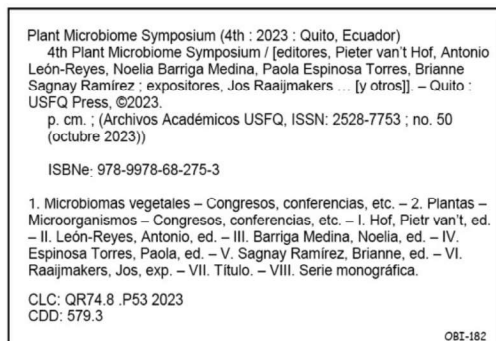 Plant Microbiome Symposium (4th : 2023 : Quito, Ecuador)
4th Plant Microbiome Symposium / [editores, Pieter van't Hof, Antonio
León-Reyes, Noelia Barriga Medina, Paola Espinosa Torres, Brianne
Sagnay Ramírez ; expositores, Jos Raaijmakers ... [y otros]]. – Quito :
USFQ Press, ©2023.
p. cm. ; (Archivos Académicos USFQ, ISSN: 2528-7753 ; no. 50
(octubre 2023))
ISBNe: 978-9978-68-275-3
1. Microbiomas vegetales – Congresos, conferencias, etc. – 2. Plantas –
Microorganismos – Congresos, conferencias, etc. – I. Hof, Pietr van't, ed.
– II. León-Reyes, Antonio, ed. – III. Barriga Medina, Noelia, ed. – IV.
Espinosa Torres, Paola, ed. – V. Sagnay Ramírez, Brianne, ed. – VI.
Raaijmakers, Jos, exp. – VII. Título. – VIII. Serie monográfica.
CLC: QR74.8 .P53 2023
CDD: 579.3
OBI-182